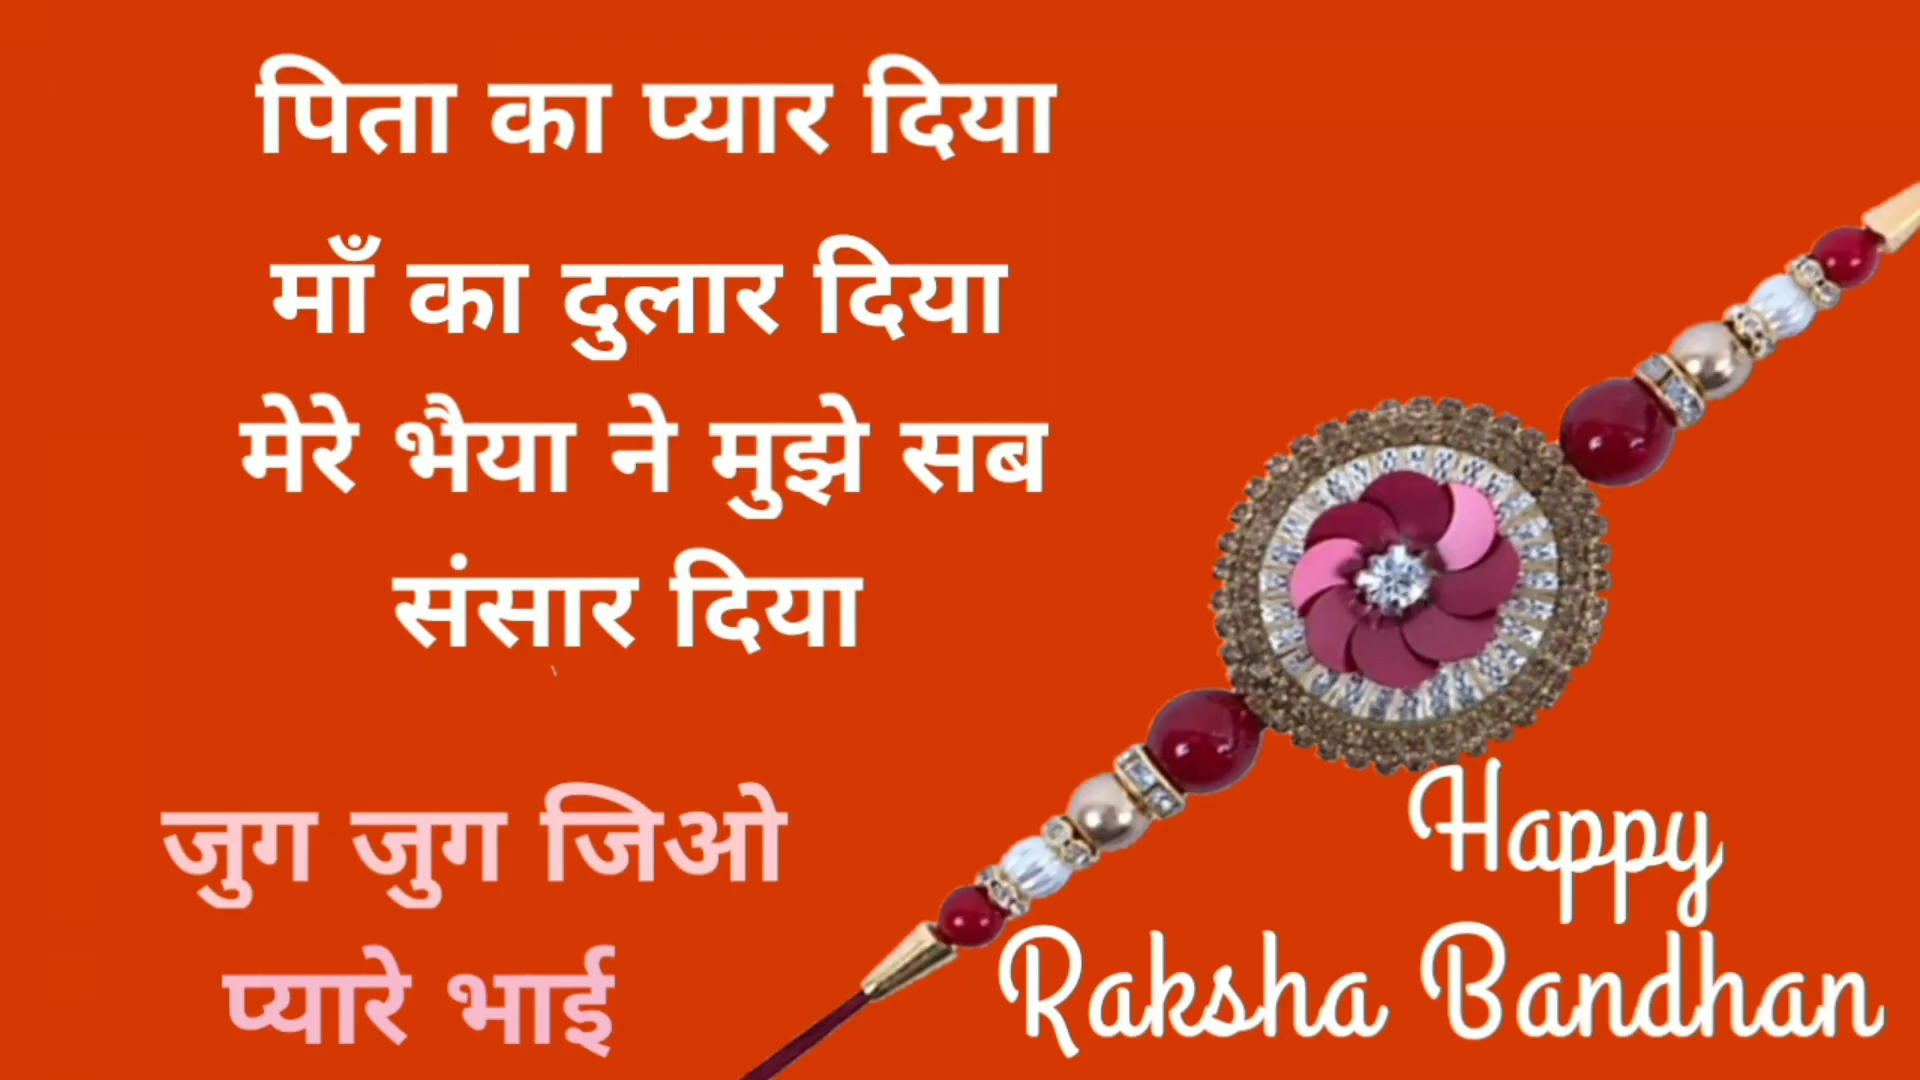 पिता का प्यार दिया
माँ का दुलार दिया
मेरे भैया ने मुझे सब
संसार दिया
जुग जुग जिओ
प्यारे भाई
Happy
Raksha Bandhan